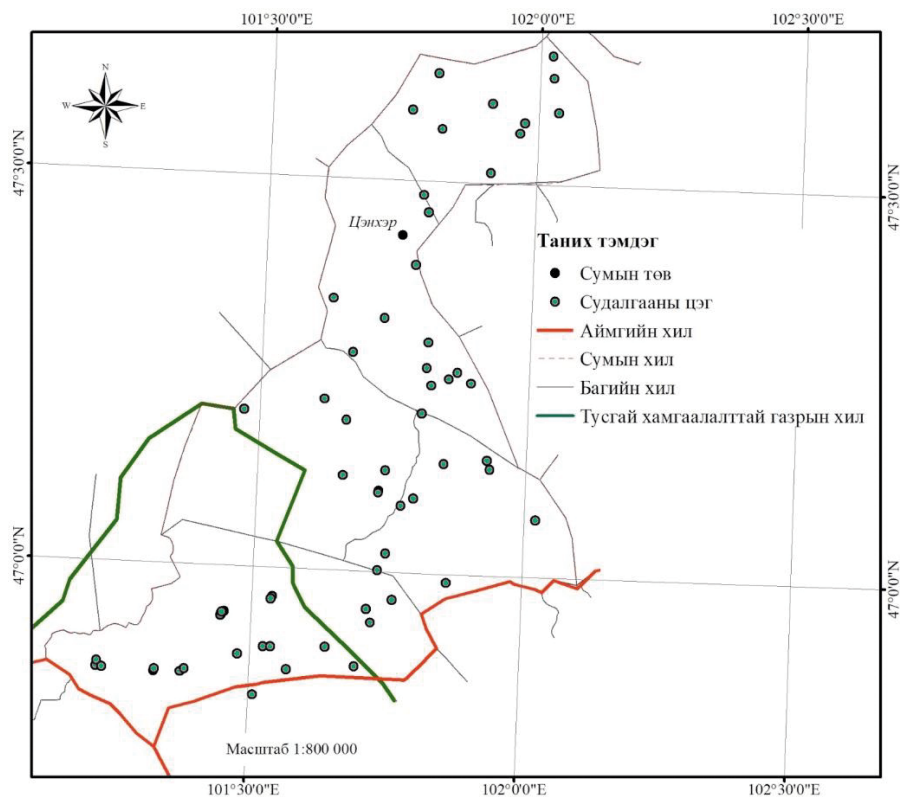 101°30'0"E
102°0'0"E
102°30'0"E
N
W
E
S
47°30'0"N
47°30'0"N
Цэнхэр
Таних тэмдэг
Сумын төв
Судалгааны цэг
Аймгийн хил
Сумын хил
Багийн хил
Тусгай хамгаалалттай газрын хил
47°0'0"N
47°0'0"N
Масштаб 1:800 000
101°30'0"E
102°0'0"E
102°30'0"E